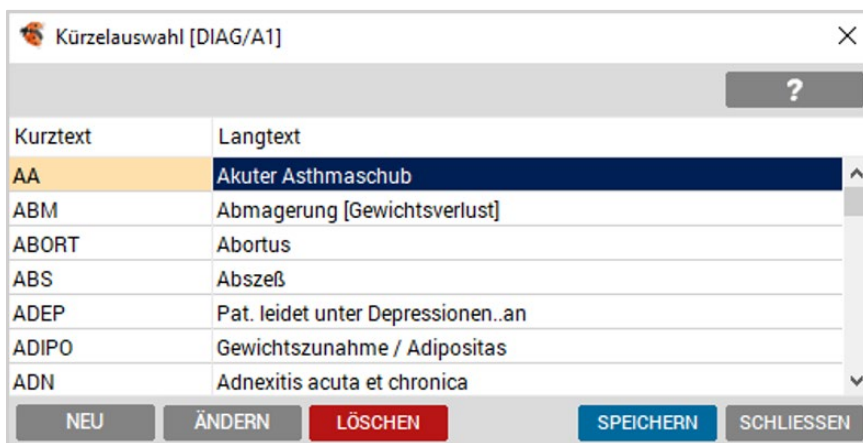 Kürzelauswahl [DIAG/A1]
?
Kurztext Langtext
AA Akuter Asthmaschub
ABM Abmagerung [Gewichtsverlust]
ABORT Abortus
ABS Abszeß
ADEP Pat. leidet unter Depressionen..an
ADIPO Gewichtszunahme / Adipositas
ADN Adnexitis acuta et chronica
NEU ÄNDERN LÖSCHEN SPEICHERN SCHLIESSEN